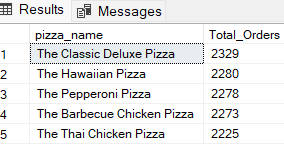 Results Messages
pizza_name Total_Orders
1 The Classic Deluxe Pizza 2329
2 The Hawaiian Pizza 2280
3 The Pepperoni Pizza 2278
4 The Barbecue Chicken Pizza 2273
5 The Thai Chicken Pizza 2225